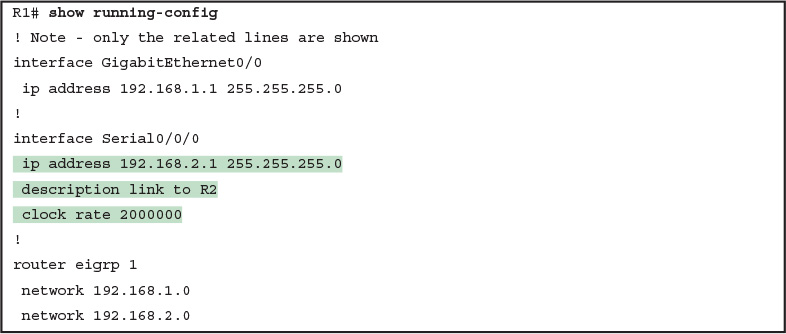 R1# show running-config
! Note - only the related lines are shown
interface GigabitEthernet0/0
 ip address 192.168.1.1 255.255.255.0
!
interface Serial0/0/0
 ip address 192.168.2.1 255.255.255.0
 description link to R2
 clock rate 2000000
!
router eigrp 1
 network 192.168.1.0
 network 192.168.2.0